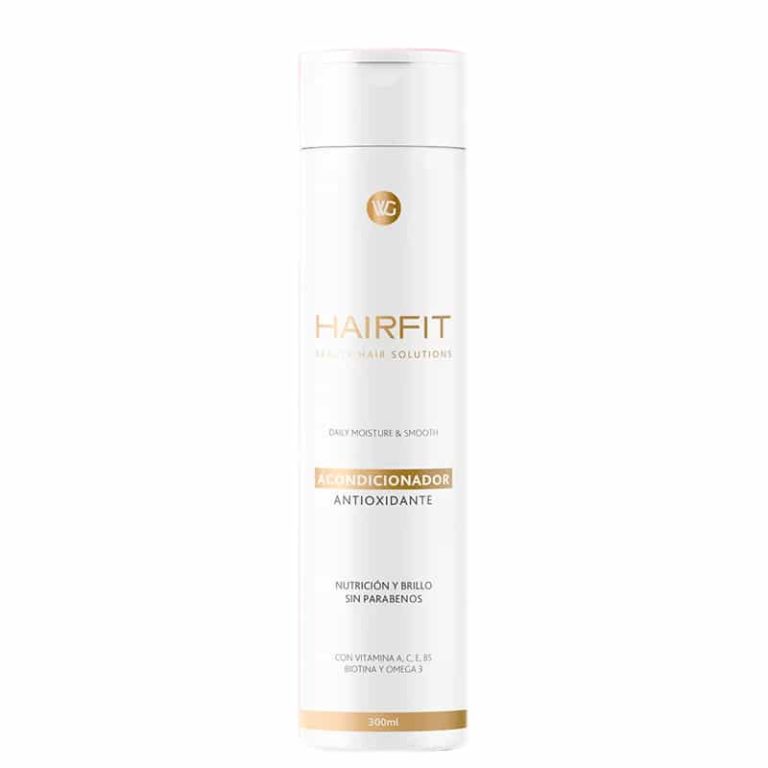 WG
HAIRFIT
BEAUTY HAIR SOLUTIONS
DAILY MOISTURE & SMOOTH
ACONDICIONADOR
ANTIOXIDANTE
NUTRICIÓN Y BRILLO
SIN PARABENOS
CON VITAMINA A, C, E, B5
BIOTINA Y OMEGA 3
300ml